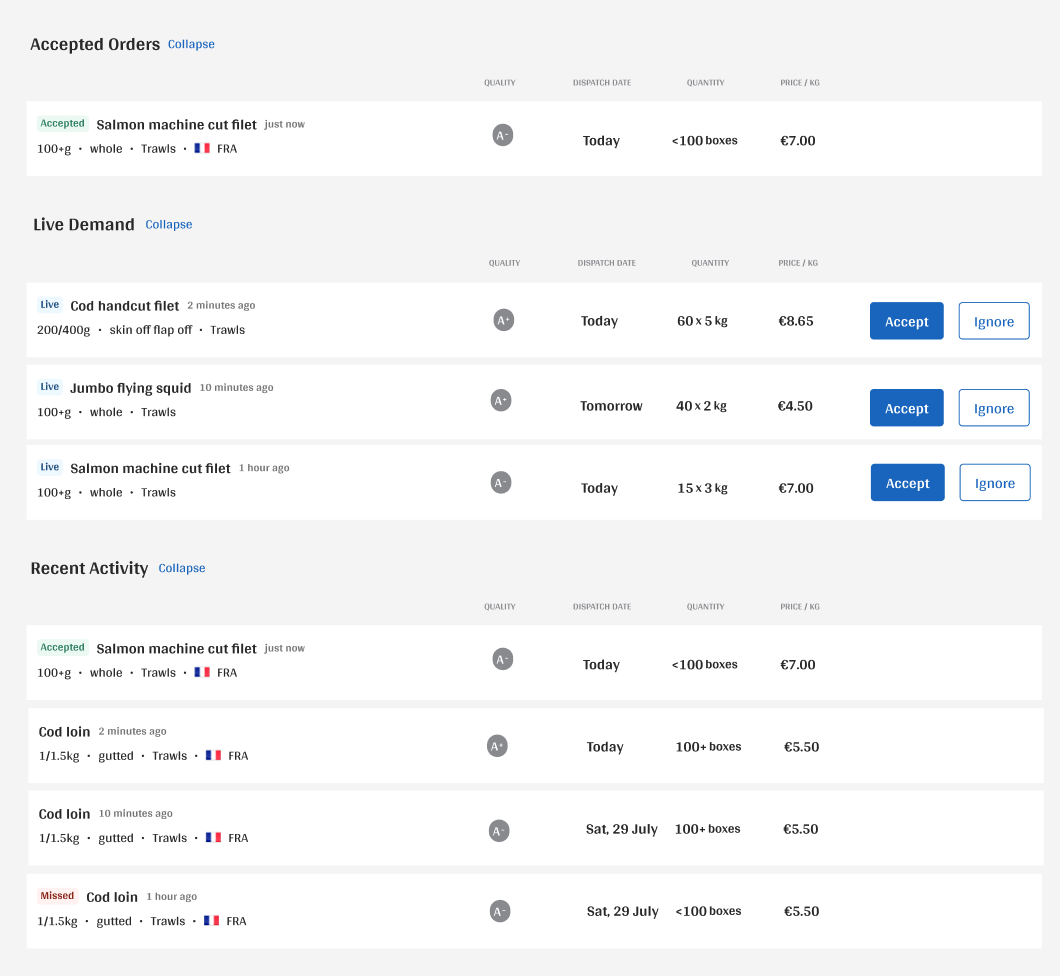 Accepted Orders Collapse
QUALITY DISPATCH DATE QUANTITY PRICE / KG
Accepted Salmon machine cut filet just now
A- Today <100 boxes €7.00
100+g • whole • Trawls • FRA
Live Demand Collapse
QUALITY DISPATCH DATE QUANTITY PRICE / KG
Live Cod handcut filet 2 minutes ago
A+ Today 60 x 5 kg €8.65 Accept Ignore
200/400g • skin off flap off • Trawls
Live Jumbo flying squid 10 minutes ago
A+ Tomorrow 40 x 2 kg €4.50 Accept Ignore
100+g • whole • Trawls
Live Salmon machine cut filet 1 hour ago
A- Today 15 x 3 kg €7.00 Accept Ignore
100+g • whole • Trawls
Recent Activity Collapse
QUALITY DISPATCH DATE QUANTITY PRICE / KG
Accepted Salmon machine cut filet just now
A- Today <100 boxes €7.00
100+g • whole • Trawls • FRA
Cod loin 2 minutes ago
A+ Today 100+ boxes €5.50
1/1.5kg • gutted • Trawls • FRA
Cod loin 10 minutes ago
A- Sat, 29 July 100+ boxes €5.50
1/1.5kg • gutted • Trawls • FRA
Missed Cod loin 1 hour ago
A- Sat, 29 July <100 boxes €5.50
1/1.5kg • gutted • Trawls • FRA